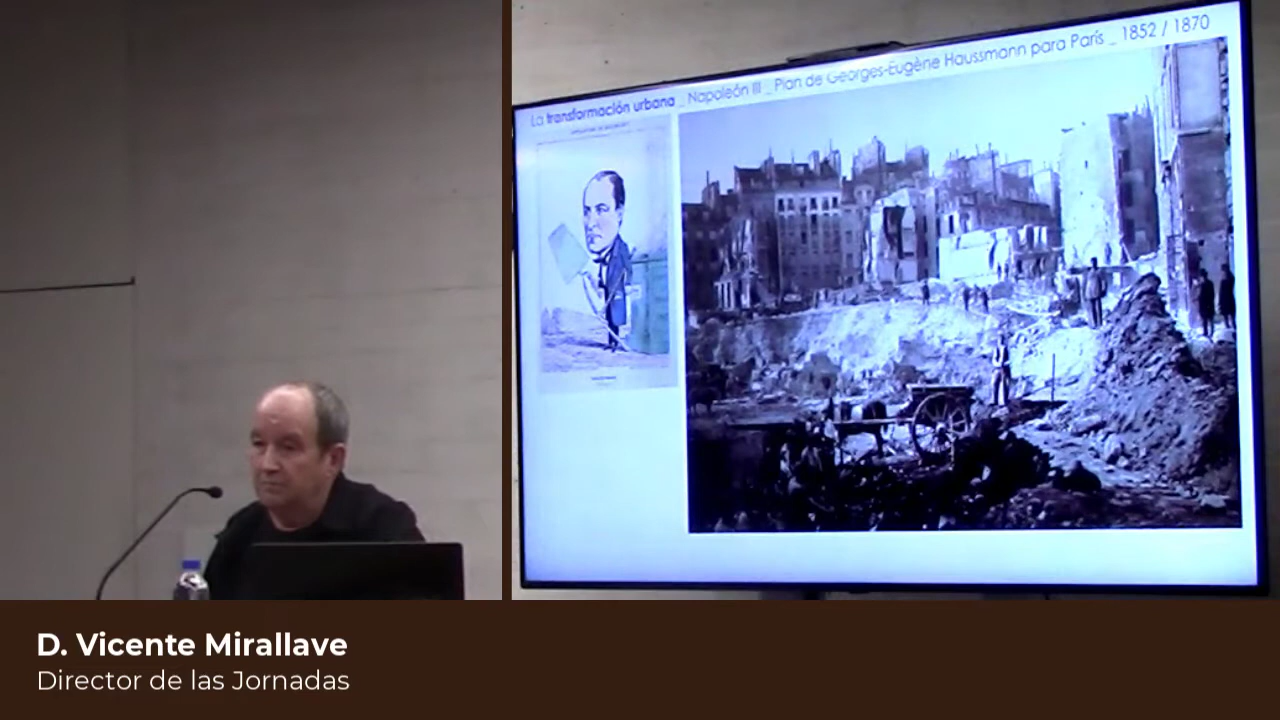 La transformación urbana _ Napoleón III _ Plan de Georges-Eugène Haussmann para París _ 1852 / 1870
D. Vicente Mirallave
Director de las Jornadas